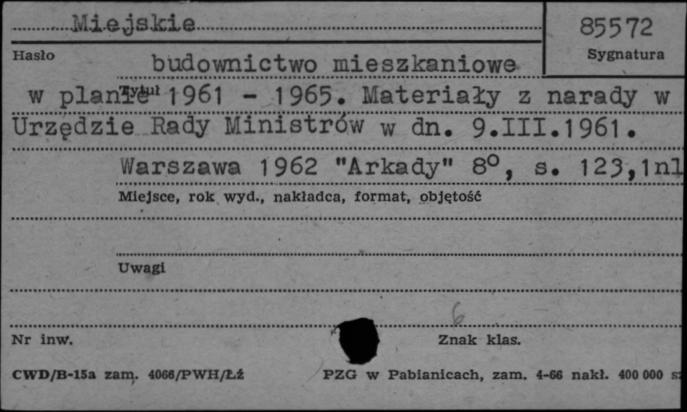 Miejskie 85572
Hasło Sygnatura
budownictwo mieszkaniowe
Tytuł
w planie 1961 - 1965. Materiały z narady w
Urzędzie Rady Ministrów w dn. 9.III.1961.
Warszawa 1962 "Arkady" 8°, s. 123,1nl
Miejsce, rok wyd., nakładca, format, objętość
Uwagi
6
Nr inw. Znak klas.
CWD/B-15a zam. 4066/PWH/Łź PZG w Pabianicach, zam. 4-66 nakł. 400 000